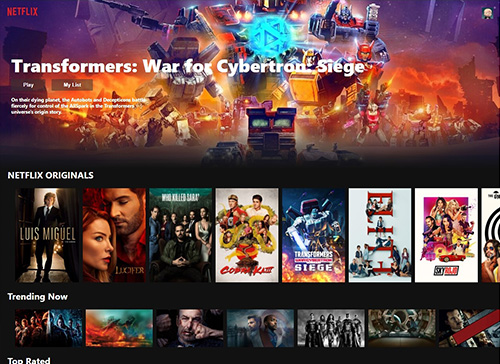 NETFLIX
Transformers: War for Cybertron: Siege
Play
My List
On their dying planet, the Autobots and Decepticons battle
fiercely for control of the AllSpark in the Transformers
universe's origin story.
NETFLIX ORIGINALS
LUIS MIGUEL
LUCIFER
WHO KILLED SARA?
COBRA KAI
TRANSFORMERS
SIEGE
ELITE
SKY ROJO
Trending Now
Top Rated